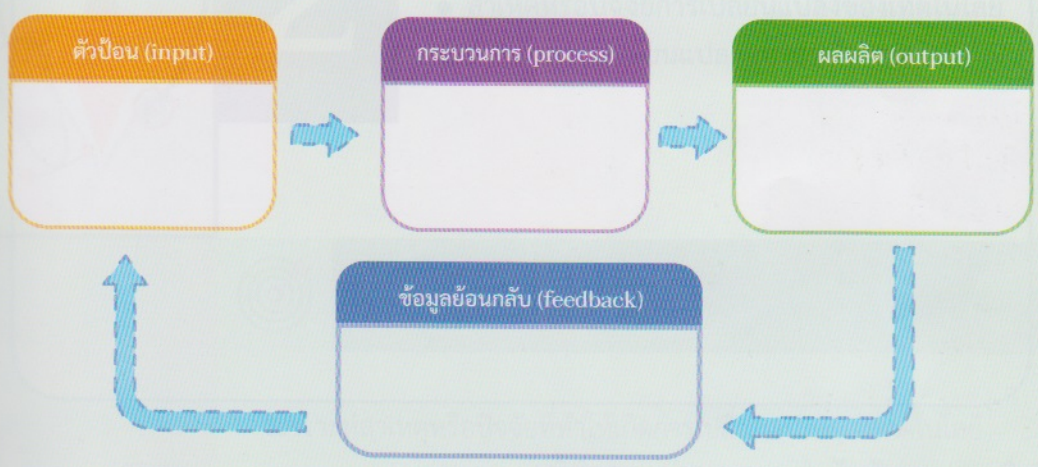 ตัวป้อน (input)
กระบวนการ (process)
ผลผลิต (output)
ข้อมูลย้อนกลับ (feedback)